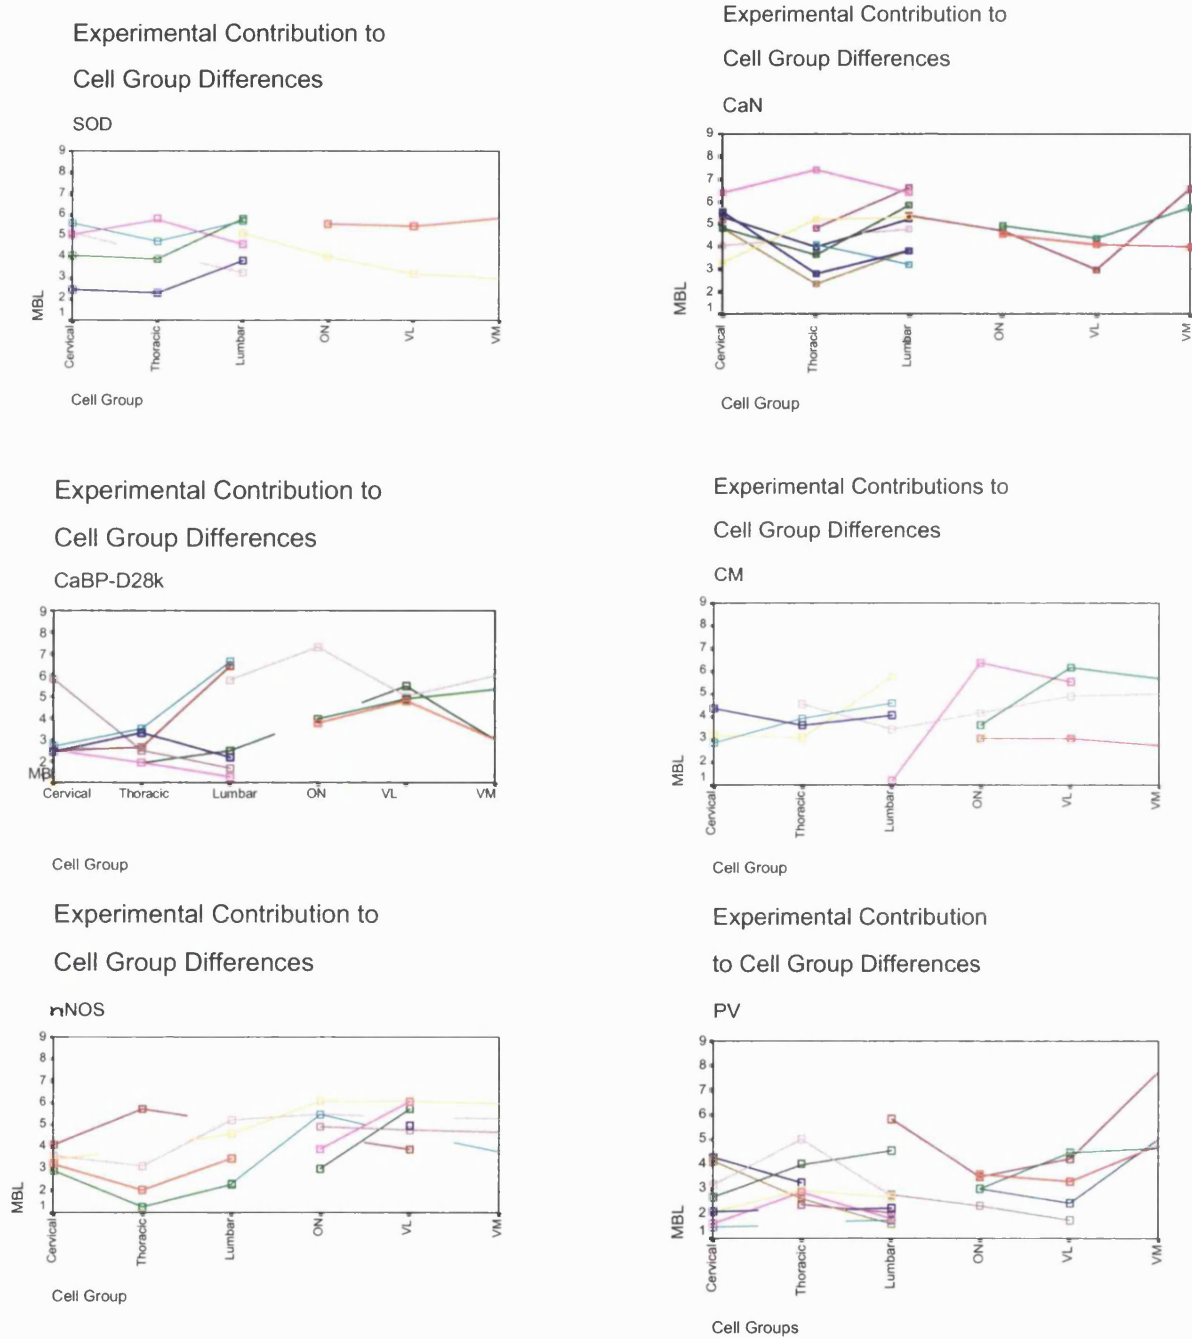 Experimental Contribution to
Cell Group Differences
SOD
9
8
7
6
5
4
3
2
1
MBL
Cervical
Thoracic
Lumbar
ON
VL
VM
Cell Group
Experimental Contribution to
Cell Group Differences
CaN
9
8
7
6
5
4
3
2
1
MBL
Cervical
Thoracic
Lumbar
ON
VL
VM
Cell Group
Experimental Contribution to
Cell Group Differences
CaBP-D28k
9
8
7
6
5
4
3
2
MB
Cervical Thoracic Lumbar ON VL VM
Cell Group
Experimental Contributions to
Cell Group Differences
CM
9
8
7
6
5
4
3
2
1
MBL
Cervical
Thoracic
Lumbar
ON
VL
VM
Cell Group
Experimental Contribution to
Cell Group Differences
nNOS
9
8
7
6
5
4
3
2
1
MBL
Cervical
Thoracic
Lumbar
ON
VL
VM
Cell Group
Experimental Contribution
to Cell Group Differences
PV
9
8
7
6
5
4
3
2
1
MBL
Cervical
Thoracic
Lumbar
ON
VL
VM
Cell Groups